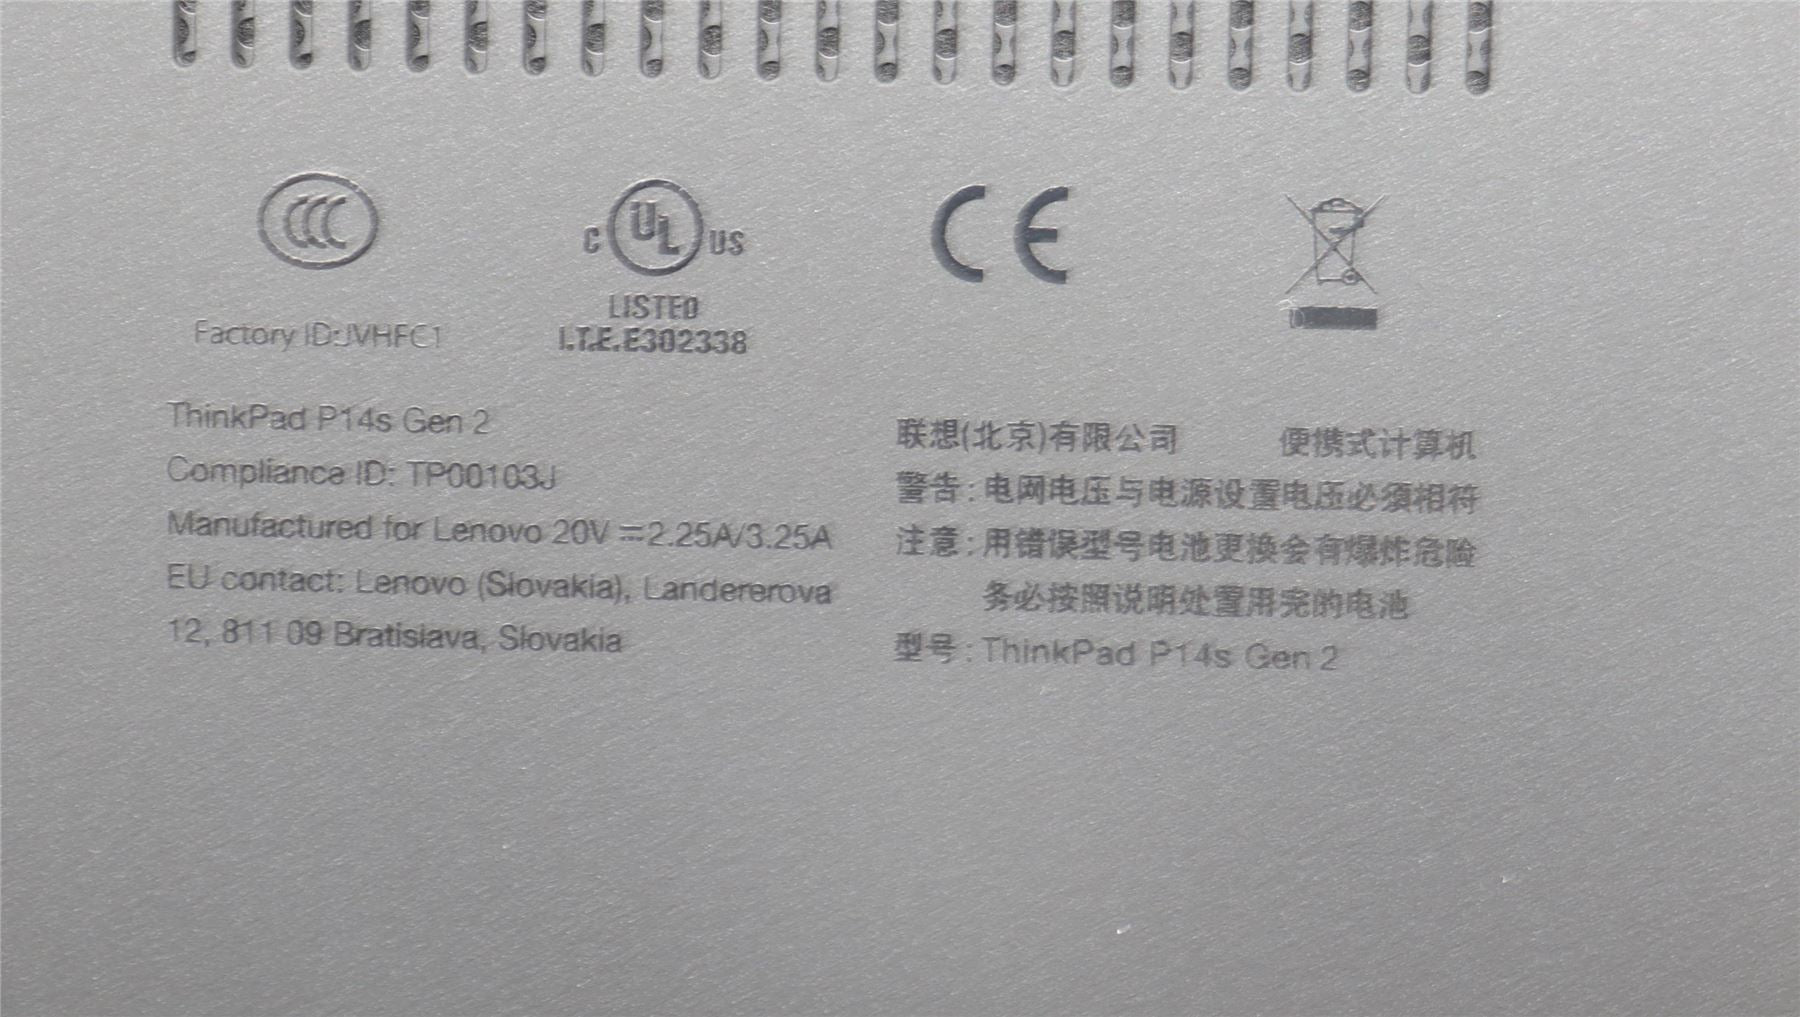 CCC
C UL US
LISTED
I.T.E. E302338
CE
Factory ID:JVHFC1
ThinkPad P14s Gen 2
Compliance ID: TP00103J
Manufactured for Lenovo 20V ⎓2.25A/3.25A
EU contact: Lenovo (Slovakia), Landererova
12, 811 09 Bratislava, Slovakia
联想(北京)有限公司 便携式计算机
警告:电网电压与电源设置电压必须相符
注意:用错误型号电池更换会有爆炸危险
务必按照说明处置用完的电池
型号:ThinkPad P14s Gen 2